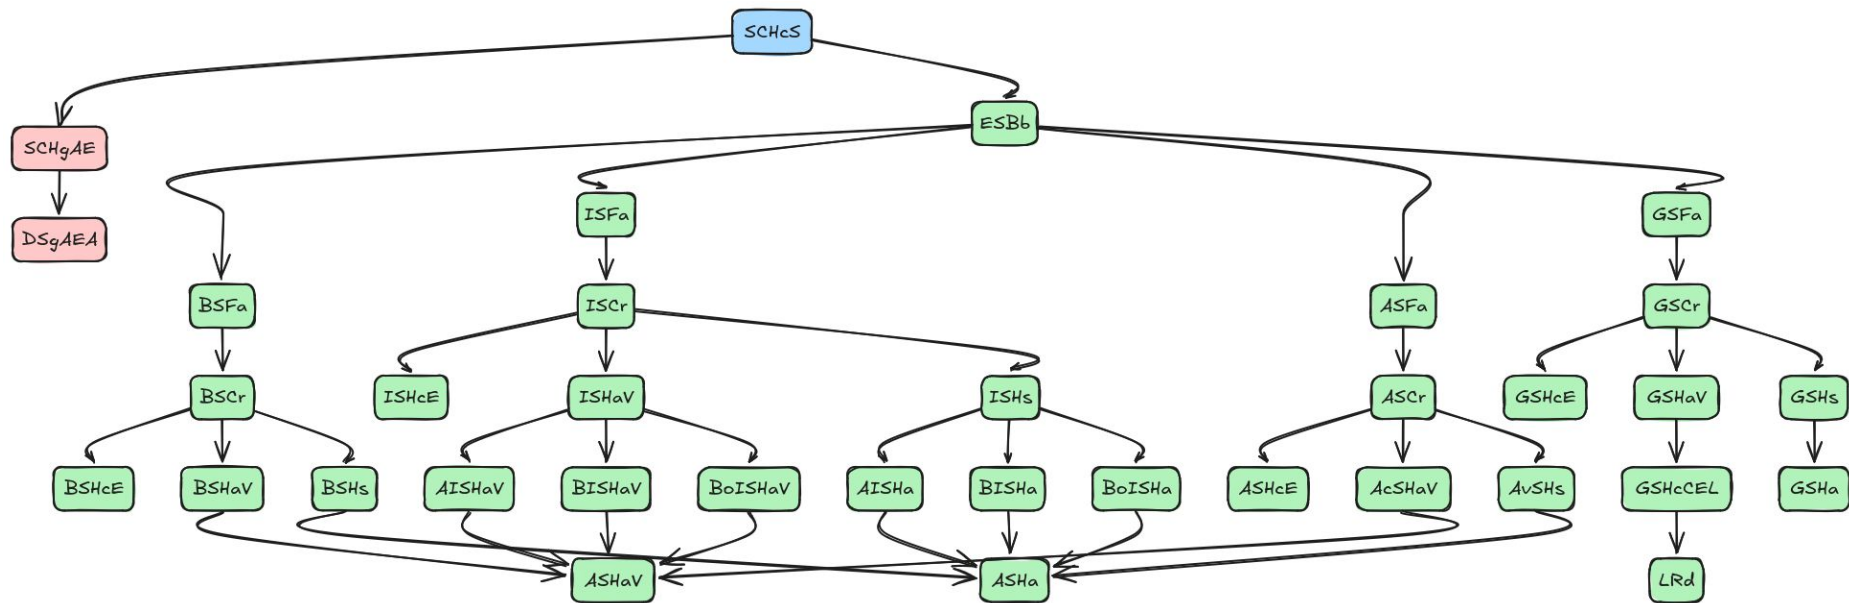 SCHcS
ESBb
SCHgAE
ISFa
GSFa
DSgAEA
BSFa
ISCr
ASFa
GSCr
BSCr
ISHcE
ISHaV
ISHs
ASCr
GSHcE
GSHaV
GSHs
BSHcE
BSHaV
BSHs
AISHaV
BISHaV
BoISHaV
AISHa
BISHa
BoISHa
ASHcE
AcSHaV
AvSHs
GSHcCEL
GSHa
ASHaV
ASHa
LRd